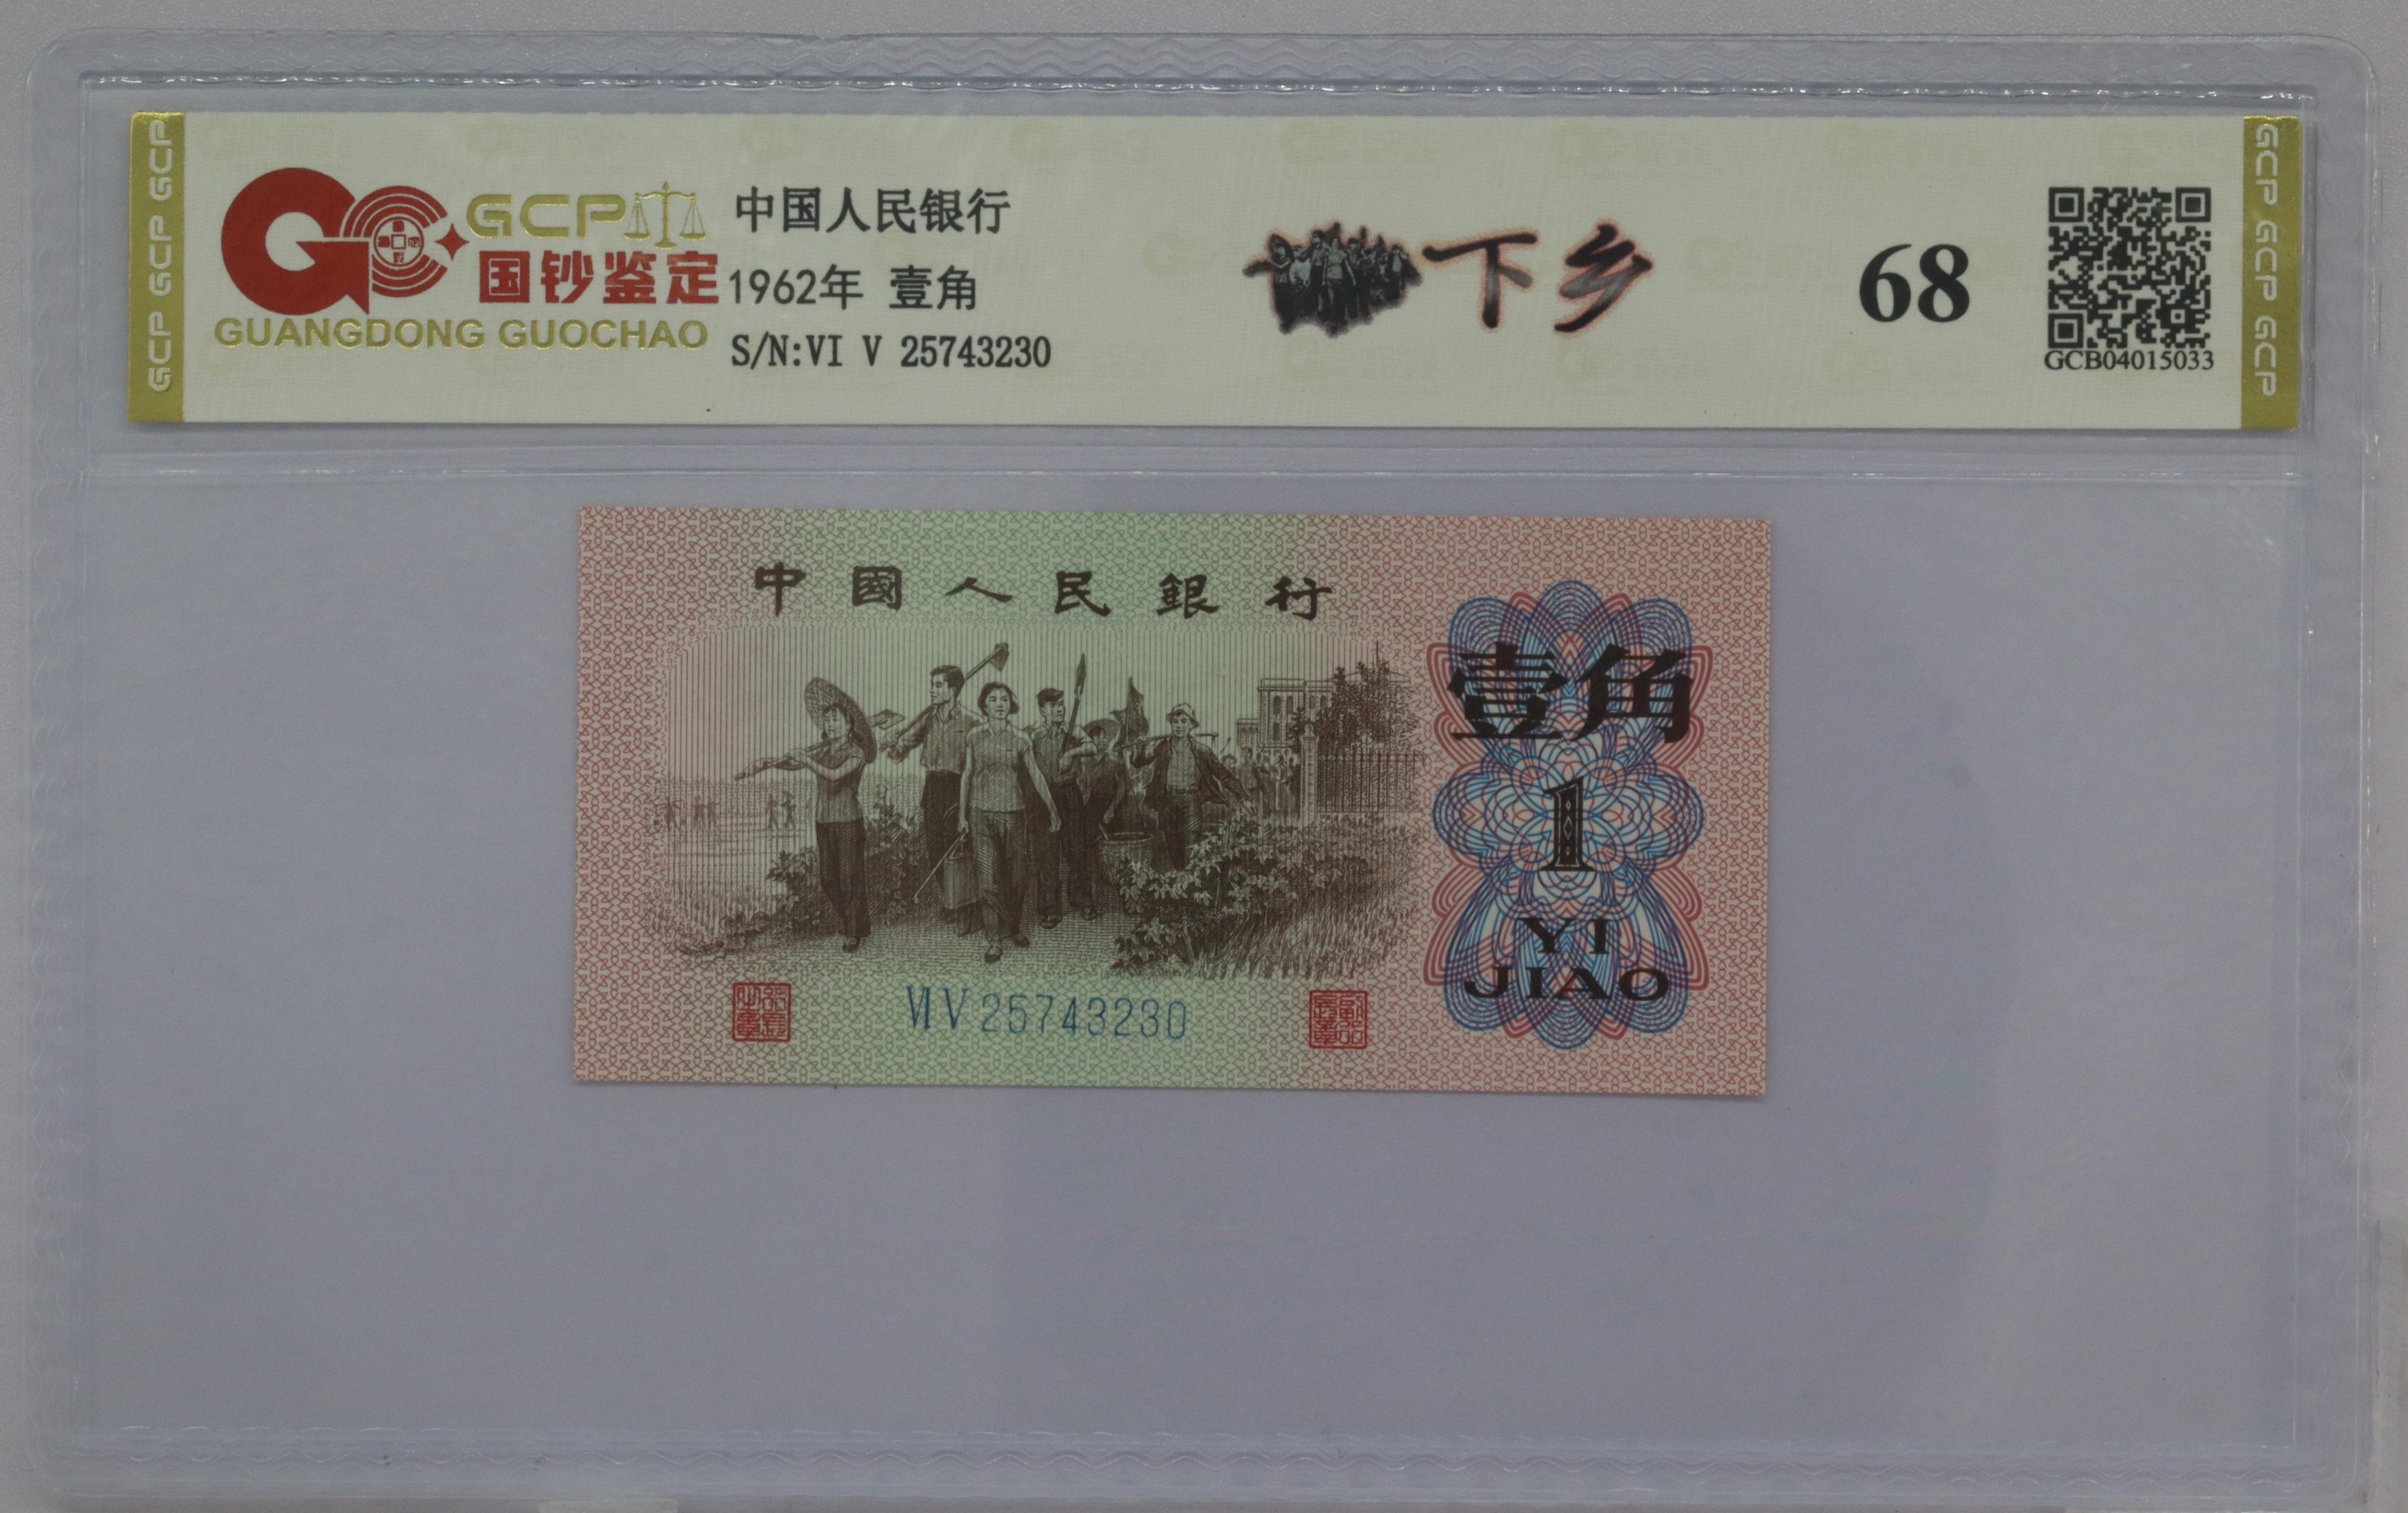 GCP GCP GCP
GCP
国钞鉴定
GUANGDONG GUOCHAO
中国人民银行
1962年 壹角
S/N:VI V 25743230
下乡
68
GCB04015033
GCP GCP GCP
中國人民銀行
壹角
1
YI
JIAO
VI V 25743230